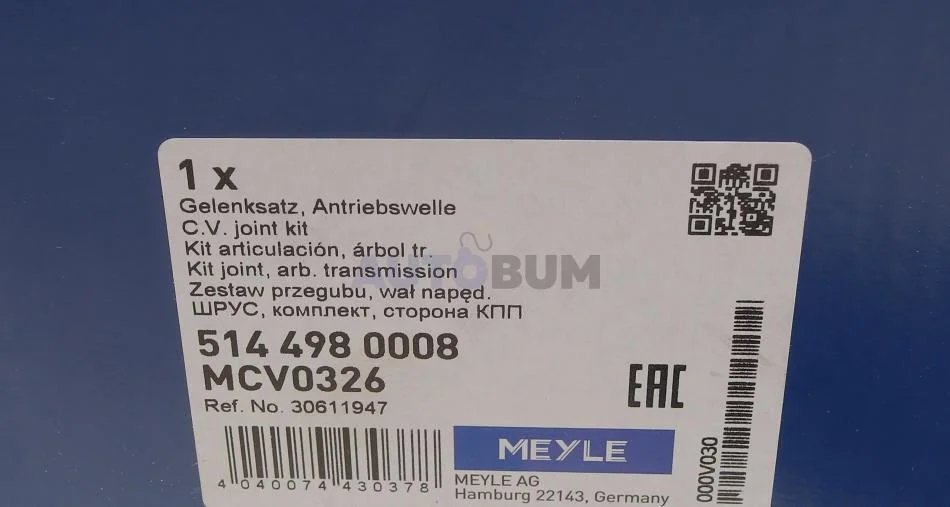 1 x
Gelenksatz, Antriebswelle
C.V. joint kit
Kit articulación, árbol tr.
Kit joint, arb. transmission
Zestaw przegubu, wał napęd.
ШРУС, комплект, сторона КПП
AUTOBUM
514 498 0008
MCV0326
Ref. No. 30611947
EAC
4 040074 430378
MEYLE
MEYLE AG
Hamburg 22143, Germany
000V030